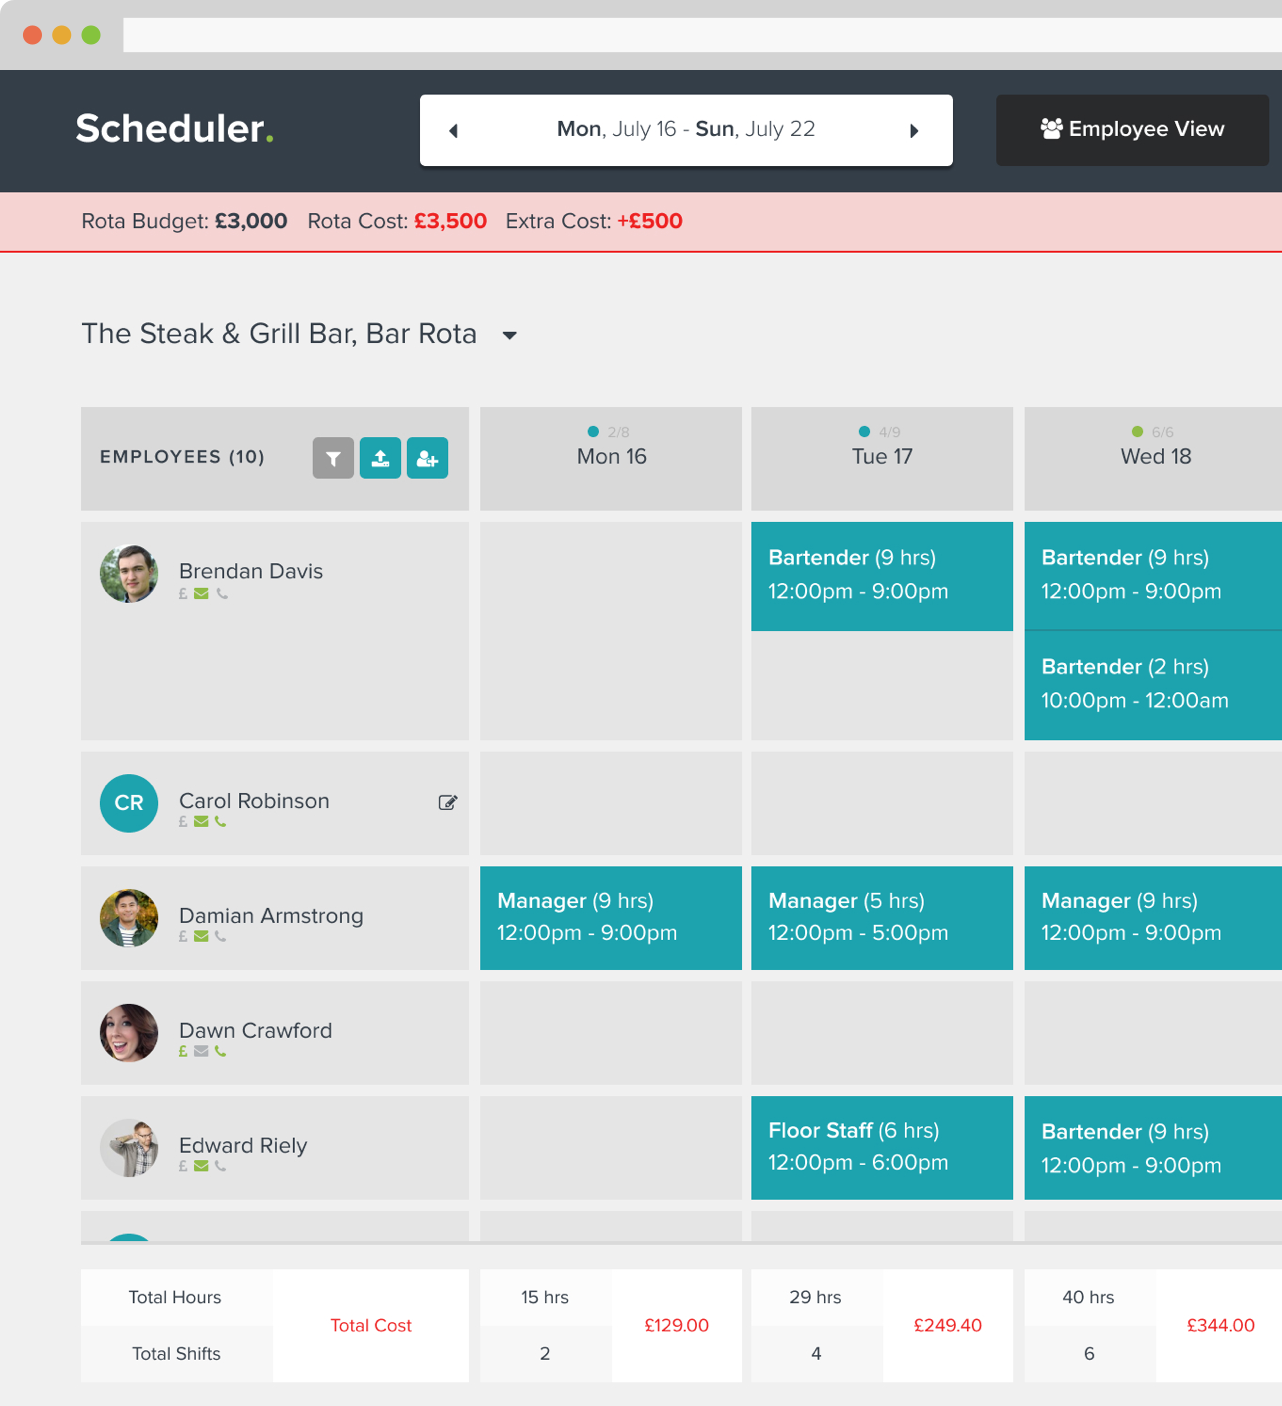 Scheduler.
Mon, July 16 - Sun, July 22
Employee View
Rota Budget: £3,000 Rota Cost: £3,500 Extra Cost: +£500
The Steak & Grill Bar, Bar Rota
EMPLOYEES (10)
2/8
Mon 16
4/9
Tue 17
6/6
Wed 18
Brendan Davis
£
Bartender (9 hrs)
12:00pm - 9:00pm
Bartender (9 hrs)
12:00pm - 9:00pm
Bartender (2 hrs)
10:00pm - 12:00am
CR
Carol Robinson
£
Damian Armstrong
£
Manager (9 hrs)
12:00pm - 9:00pm
Manager (5 hrs)
12:00pm - 5:00pm
Manager (9 hrs)
12:00pm - 9:00pm
Dawn Crawford
£
Edward Riely
£
Floor Staff (6 hrs)
12:00pm - 6:00pm
Bartender (9 hrs)
12:00pm - 9:00pm
Total Hours
Total Shifts
Total Cost
15 hrs
2
£129.00
29 hrs
4
£249.40
40 hrs
6
£344.00